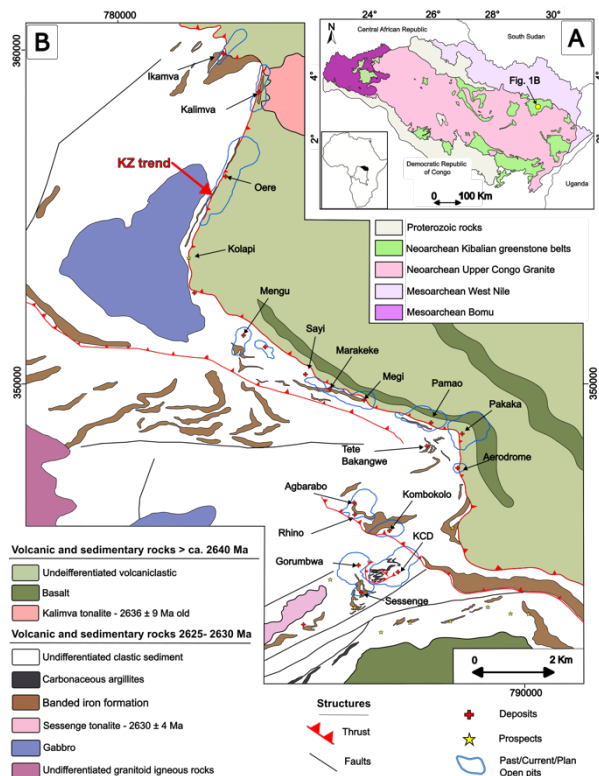 B
780000
360000
Ikamva
Kalimva
KZ trend
Oere
Kolapi
Mengu
Sayi
Marakeke
Megi
Pamao
Pakaka
350000
350000
Tete
Bakangwe
Aerodrome
Agbarabo
Kombokolo
Rhino
KCD
Gorumbwa
Sessenge
0 2 Km
790000
24° 26° 28° 30°
Central African Republic
South Sudan
A
N
Fig. 1B
4°
4°
2°
2°
Democratic Republic
of Congo
Uganda
0 100 Km
Proterozoic rocks
Neoarchean Kibalian greenstone belts
Neoarchean Upper Congo Granite
Mesoarchean West Nile
Mesoarchean Bomu
Volcanic and sedimentary rocks > ca. 2640 Ma
Undeifferentiated volcaniclastic
Basalt
Kalimva tonalite - 2636 ± 9 Ma old
Volcanic and sedimentary rocks 2625- 2630 Ma
Undifferentiated clastic sediment
Carbonaceous argillites
Banded iron formation
Sessenge tonalite - 2630 ± 4 Ma
Gabbro
Undifferentiated granitoid igneous rocks
Structures
Thrust
Faults
Deposits
Prospects
Past/Current/Plan
Open pits